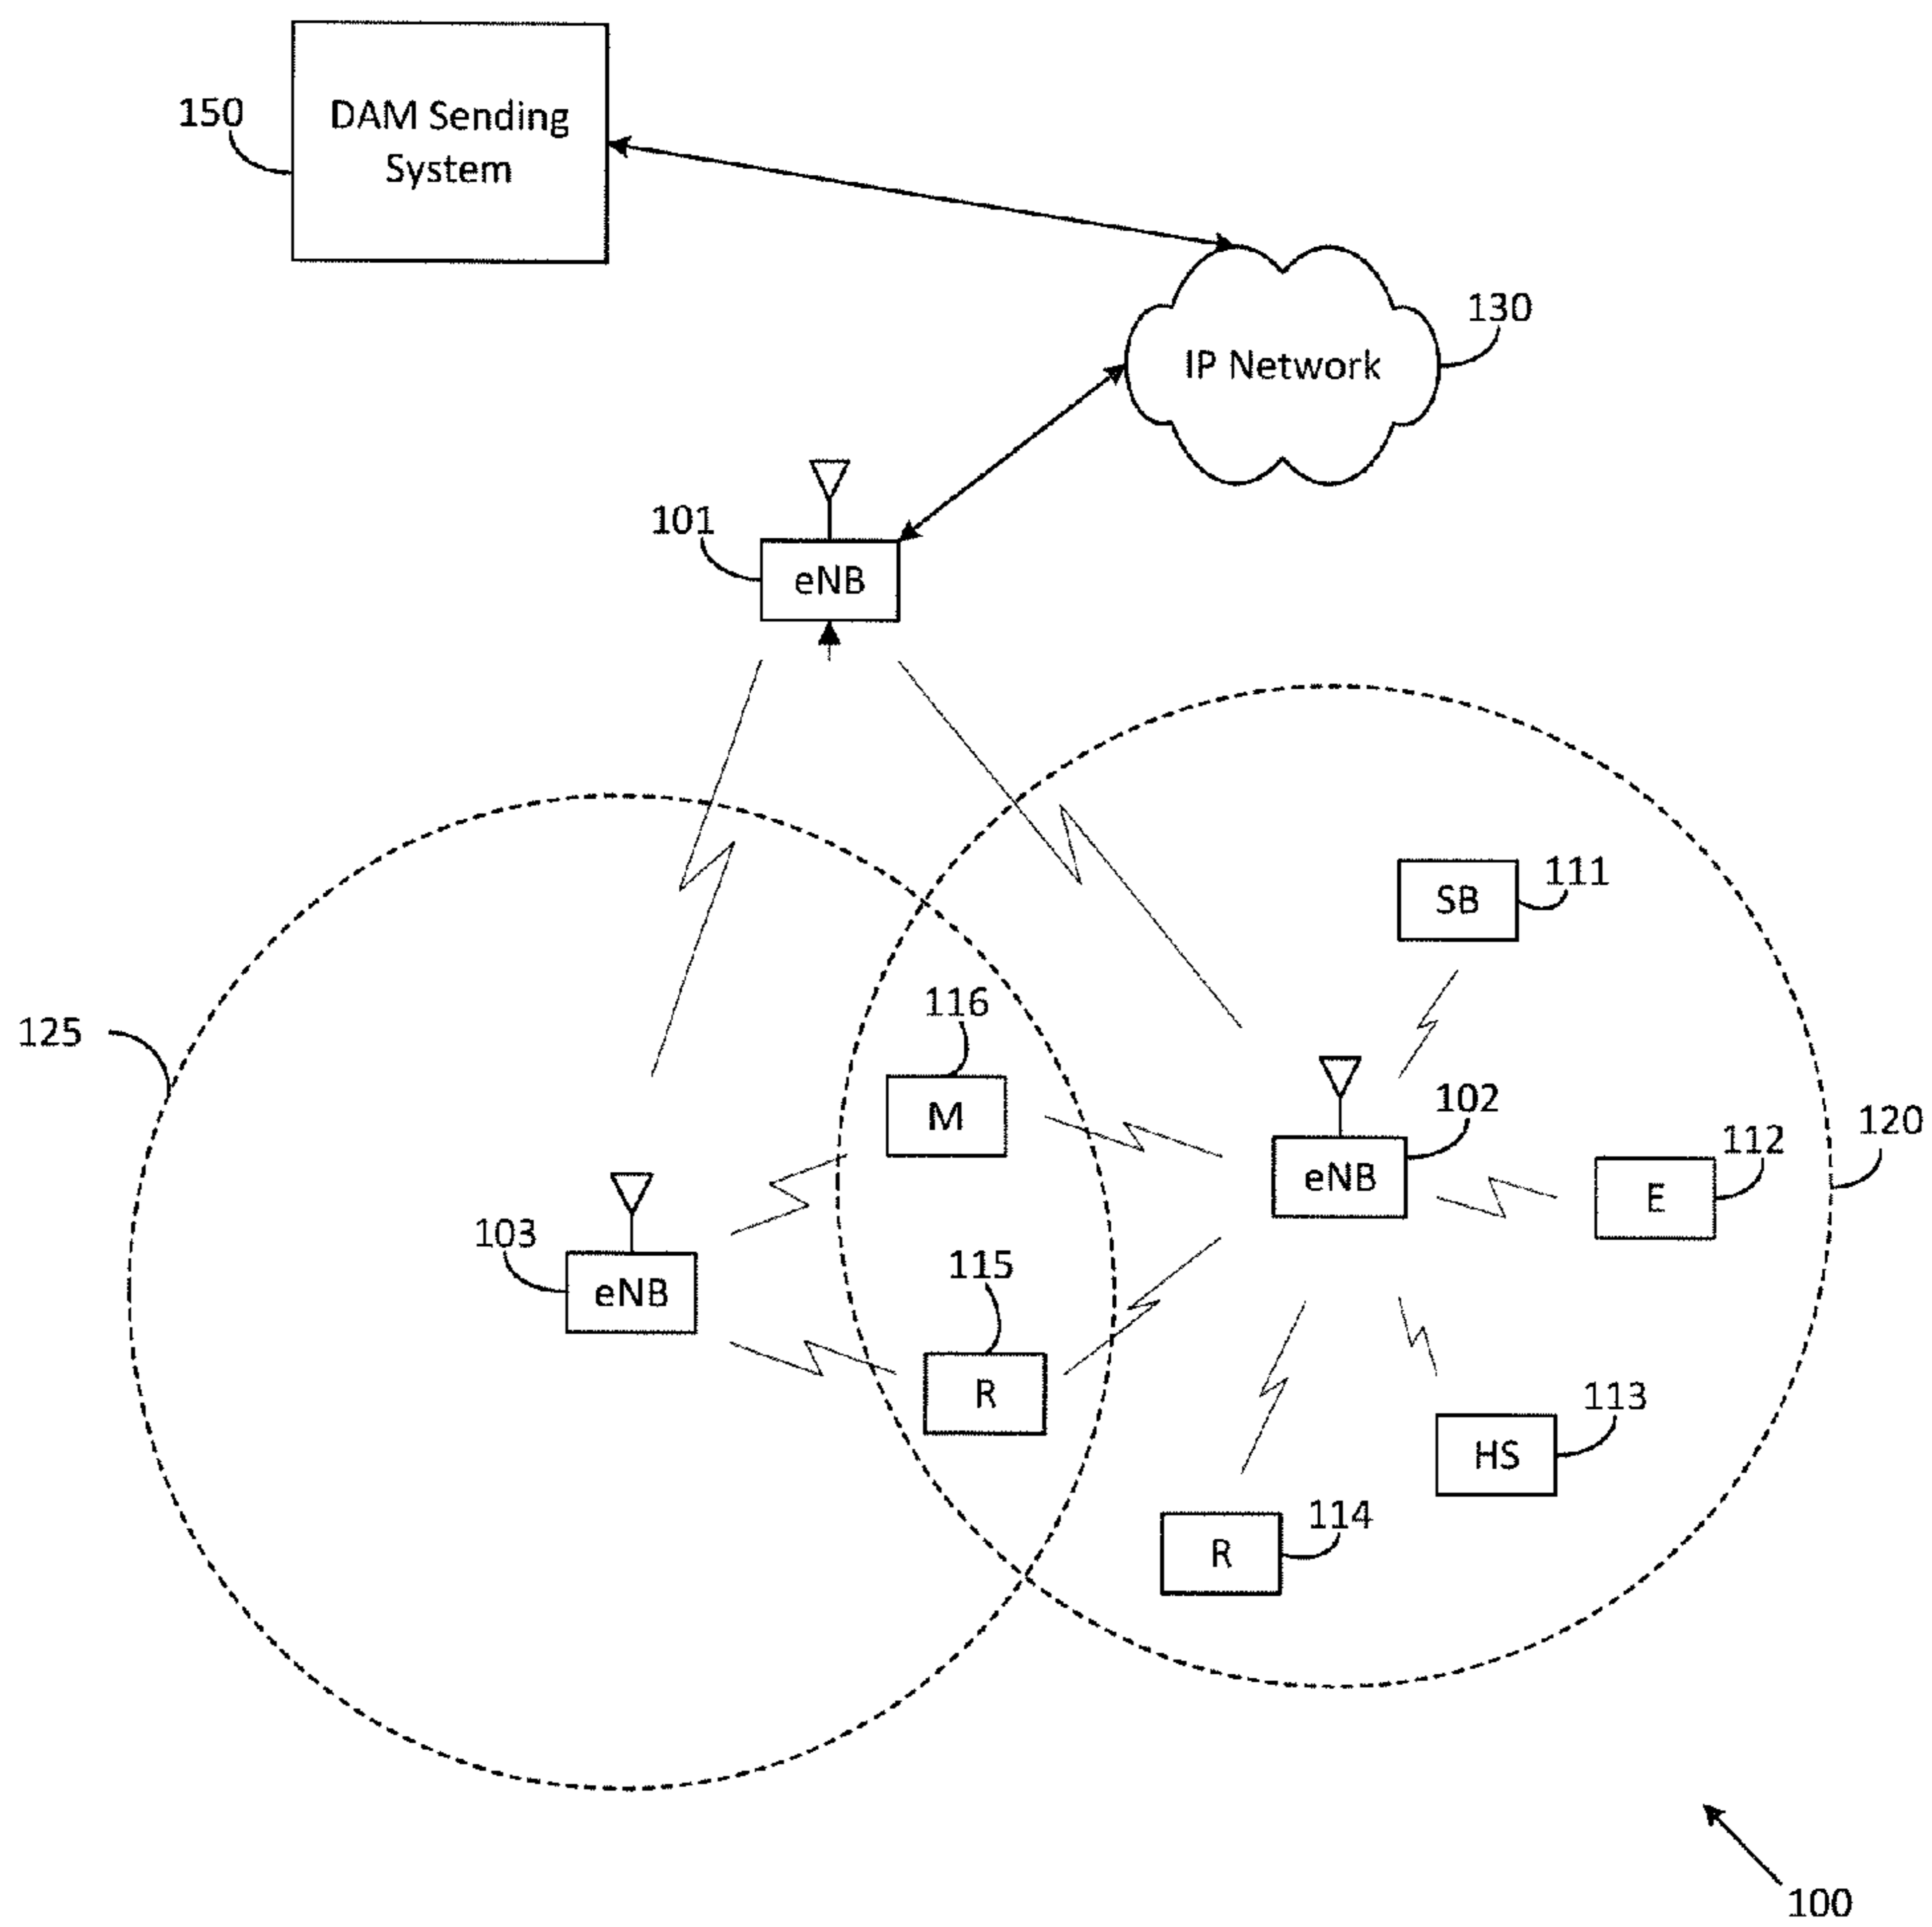 150
DAM Sending
System
130
IP Network
101
eNB
111
SB
116
125
M
102
120
eNB
112
E
103
eNB
115
R
113
HS
114
R
100